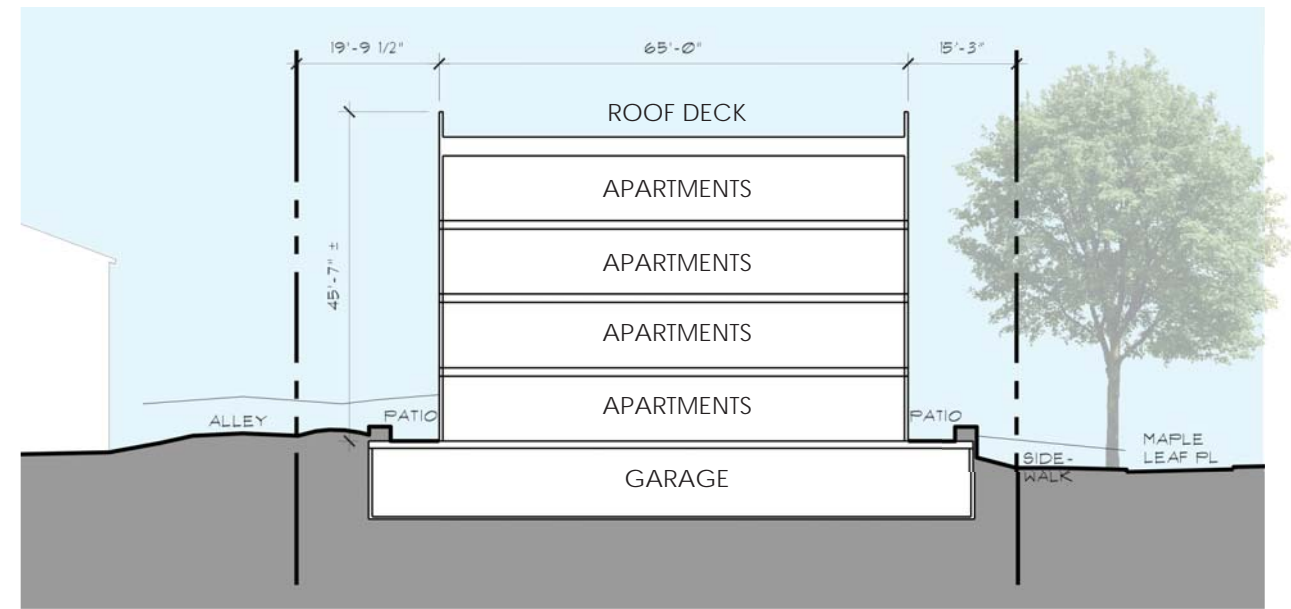 19'-9 1/2"
65'-0"
15'-3"
ROOF DECK
APARTMENTS
45'-7" ±
APARTMENTS
APARTMENTS
APARTMENTS
ALLEY
PATIO
PATIO
MAPLE
LEAF PL
SIDE-
WALK
GARAGE